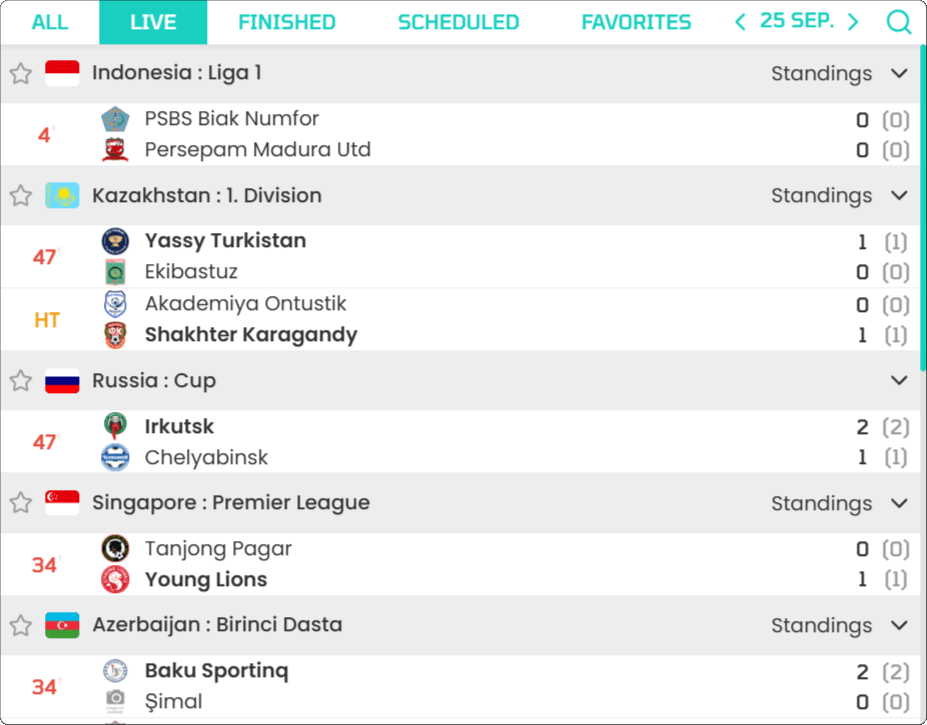 ALL LIVE FINISHED SCHEDULED FAVORITES 25 SEP.
Indonesia : Liga 1 Standings
4' PSBS Biak Numfor 0 (0)
Persepam Madura Utd 0 (0)
Kazakhstan : 1. Division Standings
47' Yassy Turkistan 1 (1)
Ekibastuz 0 (0)
HT Akademiya Ontustik 0 (0)
Shakhter Karagandy 1 (1)
Russia : Cup
47' Irkutsk 2 (2)
Chelyabinsk 1 (1)
Singapore : Premier League Standings
34' Tanjong Pagar 0 (0)
Young Lions 1 (1)
Azerbaijan : Birinci Dasta Standings
34' Baku Sportinq 2 (2)
Şimal 0 (0)